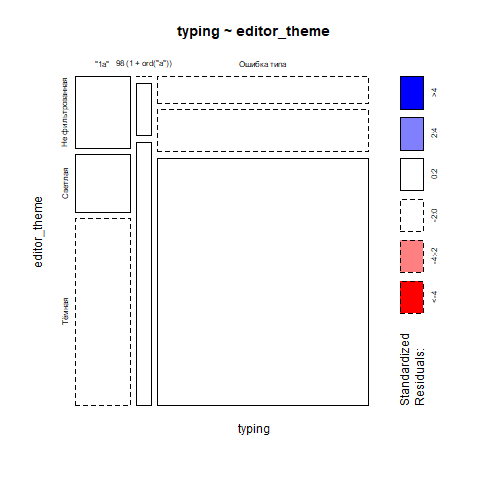 typing ~ editor_theme
"1a"
98 (1 + ord("a"))
Ошибка типа
Не фильтрованная
Светлая
Тёмная
editor_theme
typing
>4
2:4
0:2
-2:0
-4:-2
<-4
Standardized
Residuals: